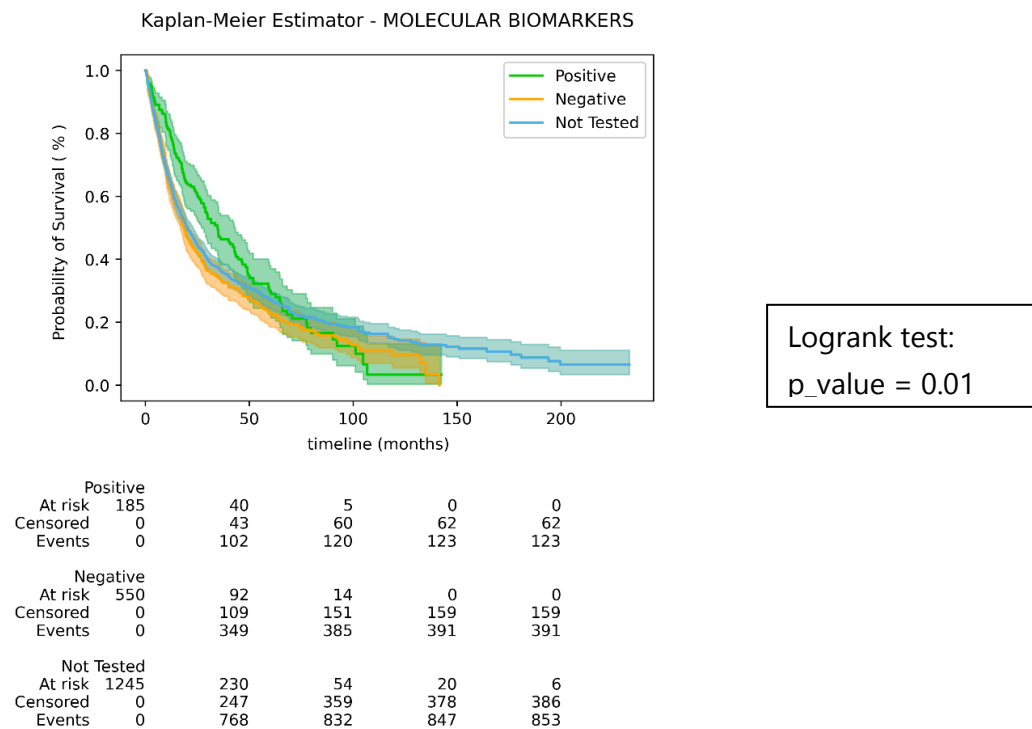 Kaplan-Meier Estimator - MOLECULAR BIOMARKERS
Probability of Survival ( % )
1.0
0.8
0.6
0.4
0.2
0.0
Positive
Negative
Not Tested
0 50 100 150 200
timeline (months)
Logrank test:
p_value = 0.01
Positive
At risk 185 40 5 0 0
Censored 0 43 60 62 62
Events 0 102 120 123 123
Negative
At risk 550 92 14 0 0
Censored 0 109 151 159 159
Events 0 349 385 391 391
Not Tested
At risk 1245 230 54 20 6
Censored 0 247 359 378 386
Events 0 768 832 847 853